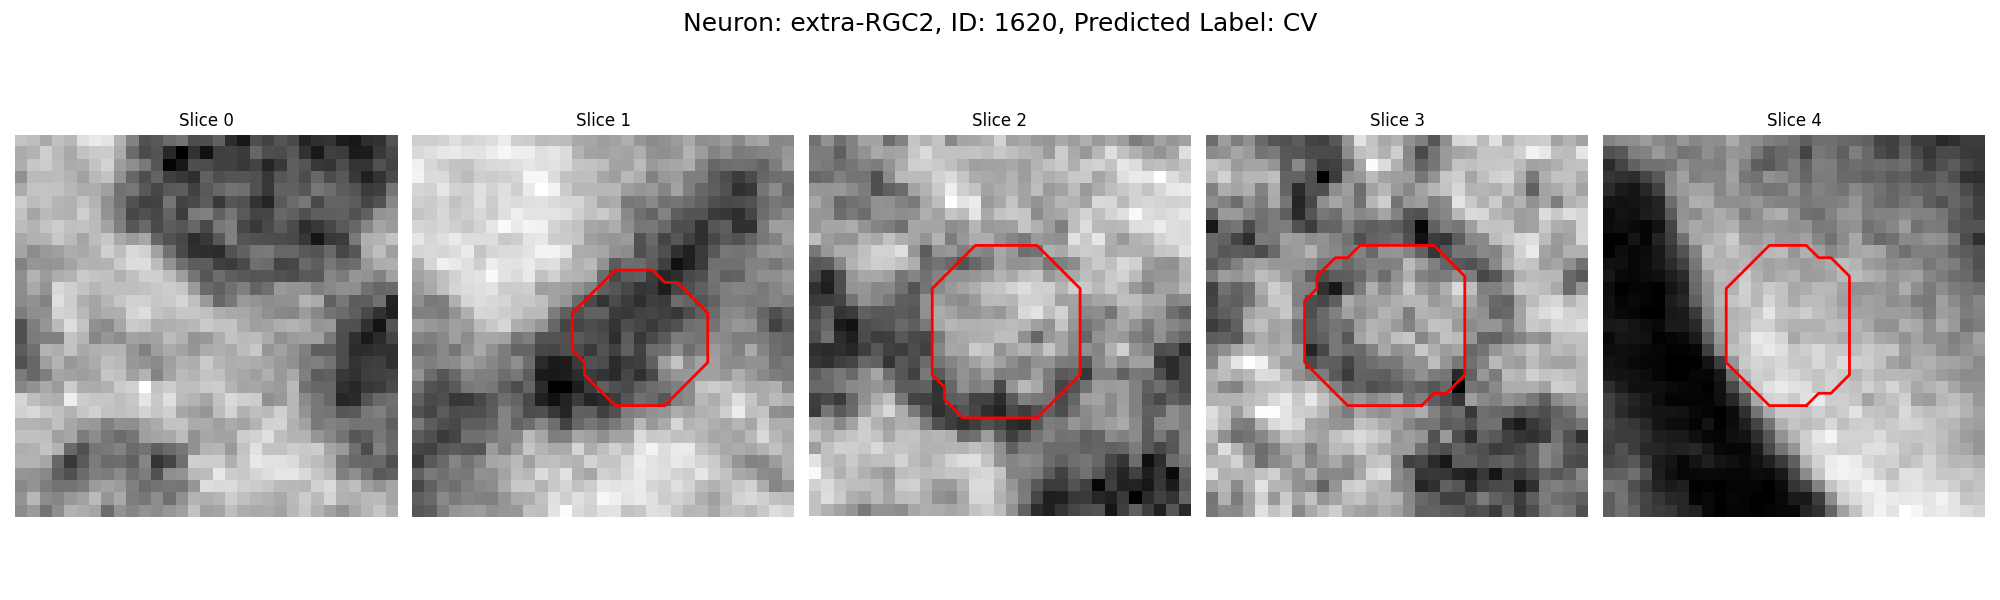 Neuron: extra-RGC2, ID: 1620, Predicted Label: CV
Slice 0
Slice 1
Slice 2
Slice 3
Slice 4